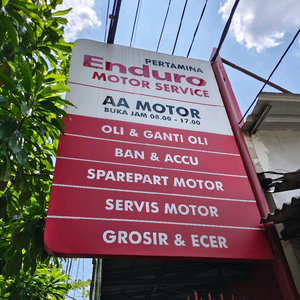 PERTAMINA
Enduro
MOTOR SERVICE
AA MOTOR
BUKA JAM 08.00 - 17.00
OLI & GANTI OLI
BAN & ACCU
SPAREPART MOTOR
SERVIS MOTOR
GROSIR & ECER